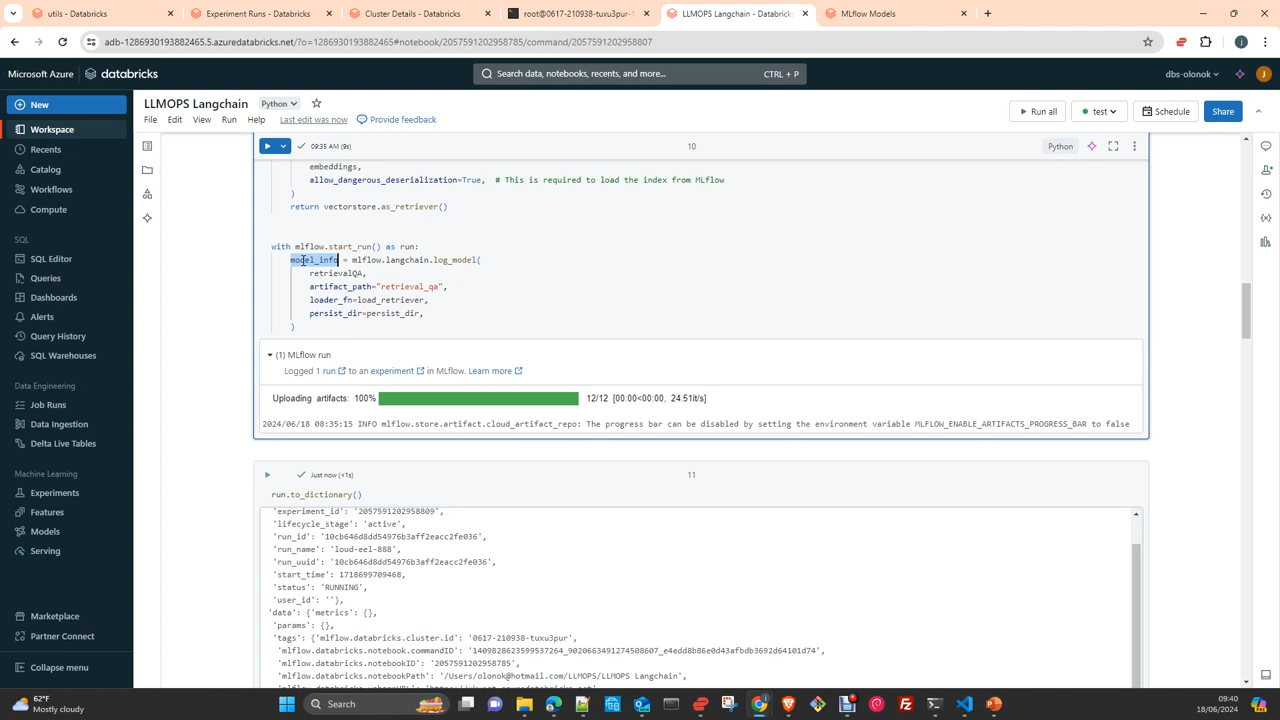 utils - Databricks
Experiment Runs - Databricks
Cluster Details - Databricks
root@0617-210938-tuxu3pur-1
LLMOPS Langchain - Databricks
MLflow Models
adb-1286930193882465.5.azuredatabricks.net/?o=1286930193882465#notebook/2057591202958785/command/2057591202958807
Microsoft Azure
databricks
Search data, notebooks, recents, and more...
CTRL + P
dbs-olonok
J
New
Workspace
Recents
Catalog
Workflows
Compute
SQL
SQL Editor
Queries
Dashboards
Alerts
Query History
SQL Warehouses
Data Engineering
Job Runs
Data Ingestion
Delta Live Tables
Machine Learning
Experiments
Features
Models
Serving
Marketplace
Partner Connect
Collapse menu
LLMOPS Langchain
Python
File
Edit
View
Run
Help
Last edit was now
Provide feedback
Run all
test
Schedule
Share
09:35 AM (9s)
10
Python
embeddings,
allow_dangerous_deserialization=True,  # This is required to load the index from MLflow
)
return vectorstore.as_retriever()
with mlflow.start_run() as run:
model_info = mlflow.langchain.log_model(
retrievalQA,
artifact_path="retrieval_qa",
loader_fn=load_retriever,
persist_dir=persist_dir,
)
(1) MLflow run
Logged 1 run to an experiment in MLflow. Learn more
Uploading artifacts: 100% 12/12 [00:00<00:00, 24.51it/s]
2024/06/18 08:35:15 INFO mlflow.store.artifact.cloud_artifact_repo: The progress bar can be disabled by setting the environment variable MLFLOW_ENABLE_ARTIFACTS_PROGRESS_BAR to false
Just now (<1s)
11
run.to_dictionary()
'experiment_id': '2057591202958809',
'lifecycle_stage': 'active',
'run_id': '10cb646d8dd54976b3aff2eacc2fe036',
'run_name': 'loud-eel-888',
'run_uuid': '10cb646d8dd54976b3aff2eacc2fe036',
'start_time': 1718699709468,
'status': 'RUNNING',
'user_id': ''},
'data': {'metrics': {},
'params': {},
'tags': {'mlflow.databricks.cluster.id': '0617-210938-tuxu3pur',
'mlflow.databricks.notebook.commandID': '1409828623599537264_9020663491274508607_e4edd8b86e0d43afbdb3692d64101d74',
'mlflow.databricks.notebookID': '2057591202958785',
'mlflow.databricks.notebookPath': '/Users/olonok@hotmail.com/LLMOPS/LLMOPS Langchain',
62°F
Mostly cloudy
Search
09:40
18/06/2024